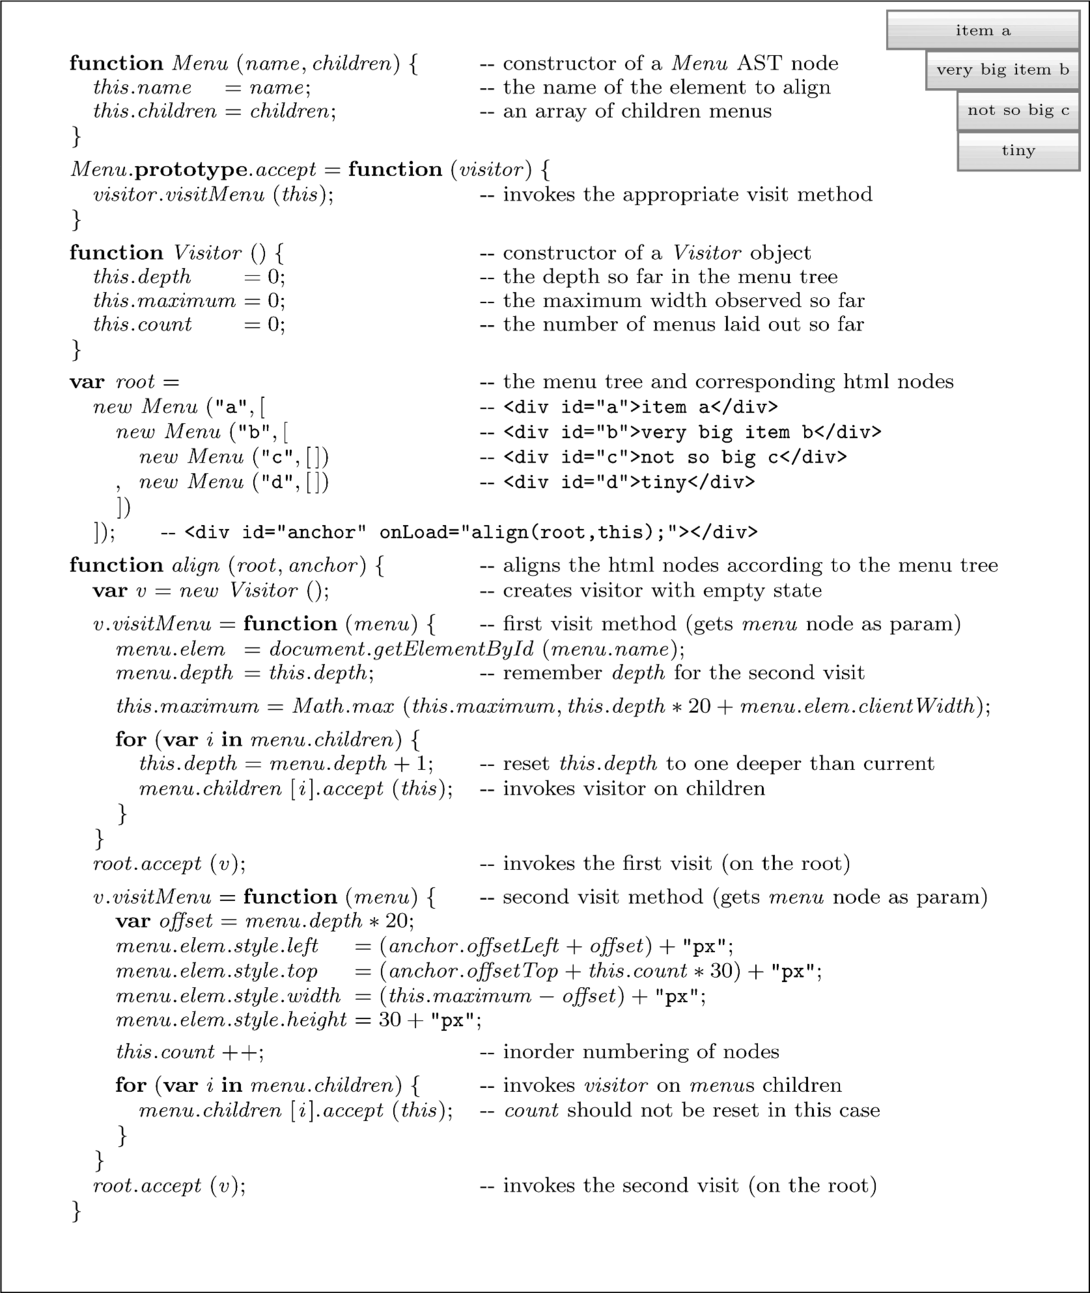 item a
very big item b
not so big c
tiny
function Menu (name, children) { -- constructor of a Menu AST node
this.name = name; -- the name of the element to align
this.children = children; -- an array of children menus
}
Menu.prototype.accept = function (visitor) {
visitor.visitMenu (this); -- invokes the appropriate visit method
}
function Visitor () { -- constructor of a Visitor object
this.depth = 0; -- the depth so far in the menu tree
this.maximum = 0; -- the maximum width observed so far
this.count = 0; -- the number of menus laid out so far
}
var root = -- the menu tree and corresponding html nodes
new Menu ("a", [ -- <div id="a">item a</div>
new Menu ("b", [ -- <div id="b">very big item b</div>
new Menu ("c", [ ]) -- <div id="c">not so big c</div>
, new Menu ("d", [ ]) -- <div id="d">tiny</div>
])
]); -- <div id="anchor" onLoad="align(root,this);"></div>
function align (root, anchor) { -- aligns the html nodes according to the menu tree
var v = new Visitor (); -- creates visitor with empty state
v.visitMenu = function (menu) { -- first visit method (gets menu node as param)
menu.elem = document.getElementById (menu.name);
menu.depth = this.depth; -- remember depth for the second visit
this.maximum = Math.max (this.maximum, this.depth * 20 + menu.elem.clientWidth);
for (var i in menu.children) {
this.depth = menu.depth + 1; -- reset this.depth to one deeper than current
menu.children [i].accept (this); -- invokes visitor on children
}
}
root.accept (v); -- invokes the first visit (on the root)
v.visitMenu = function (menu) { -- second visit method (gets menu node as param)
var offset = menu.depth * 20;
menu.elem.style.left = (anchor.offsetLeft + offset) + "px";
menu.elem.style.top = (anchor.offsetTop + this.count * 30) + "px";
menu.elem.style.width = (this.maximum − offset) + "px";
menu.elem.style.height = 30 + "px";
this.count ++; -- inorder numbering of nodes
for (var i in menu.children) { -- invokes visitor on menus children
menu.children [i].accept (this); -- count should not be reset in this case
}
}
root.accept (v); -- invokes the second visit (on the root)
}